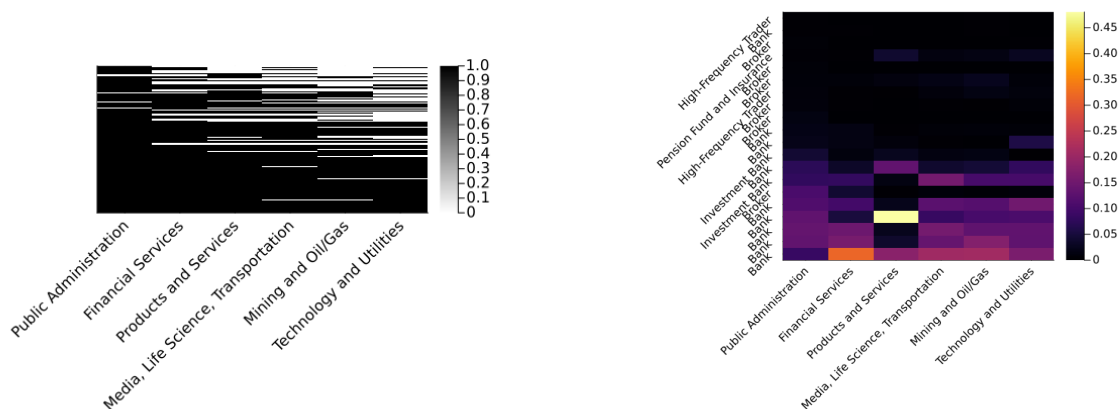 1.0
0.9
0.8
0.7
0.6
0.5
0.4
0.3
0.2
0.1
0
Public Administration
Financial Services
Products and Services
Media, Life Science, Transportation
Mining and Oil/Gas
Technology and Utilities
High-Frequency Trader
Bank
Broker
Pension Fund and Insurance
Broker
Broker
High-Frequency Trader
Broker
Bank
Bank
Investment Bank
Bank
Investment Bank
Broker
Bank
Bank
Bank
Bank
0.45
0.40
0.35
0.30
0.25
0.20
0.15
0.10
0.05
0
Public Administration
Financial Services
Products and Services
Media, Life Science, Transportation
Mining and Oil/Gas
Technology and Utilities